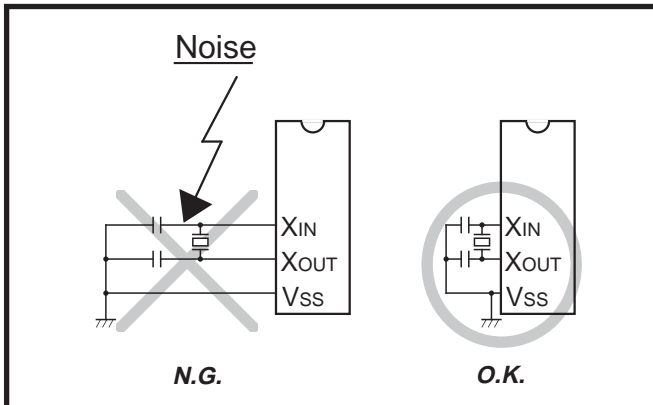 Noise
XIN
XOUT
VSS
N.G.
XIN
XOUT
VSS
O.K.